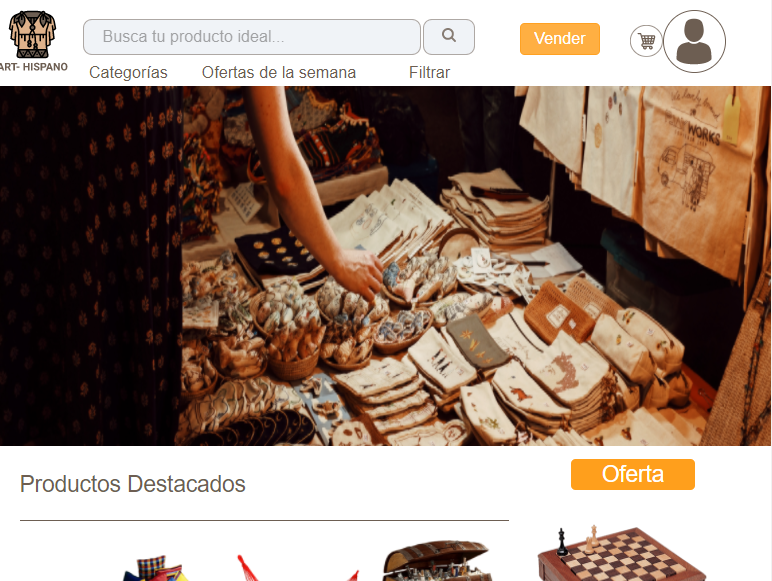 ART- HISPANO
Busca tu producto ideal...
Vender
Categorías
Ofertas de la semana
Filtrar
WORKS
Productos Destacados
Oferta